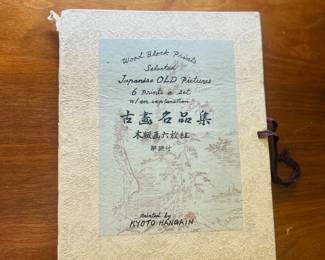 Wood Block Prints
Selected
Japanese OLD Pictures
6 prints a set
w/an explanation
古畫名品集
木版画六枚組
解説付
printed by
KYOTO HANGAIN